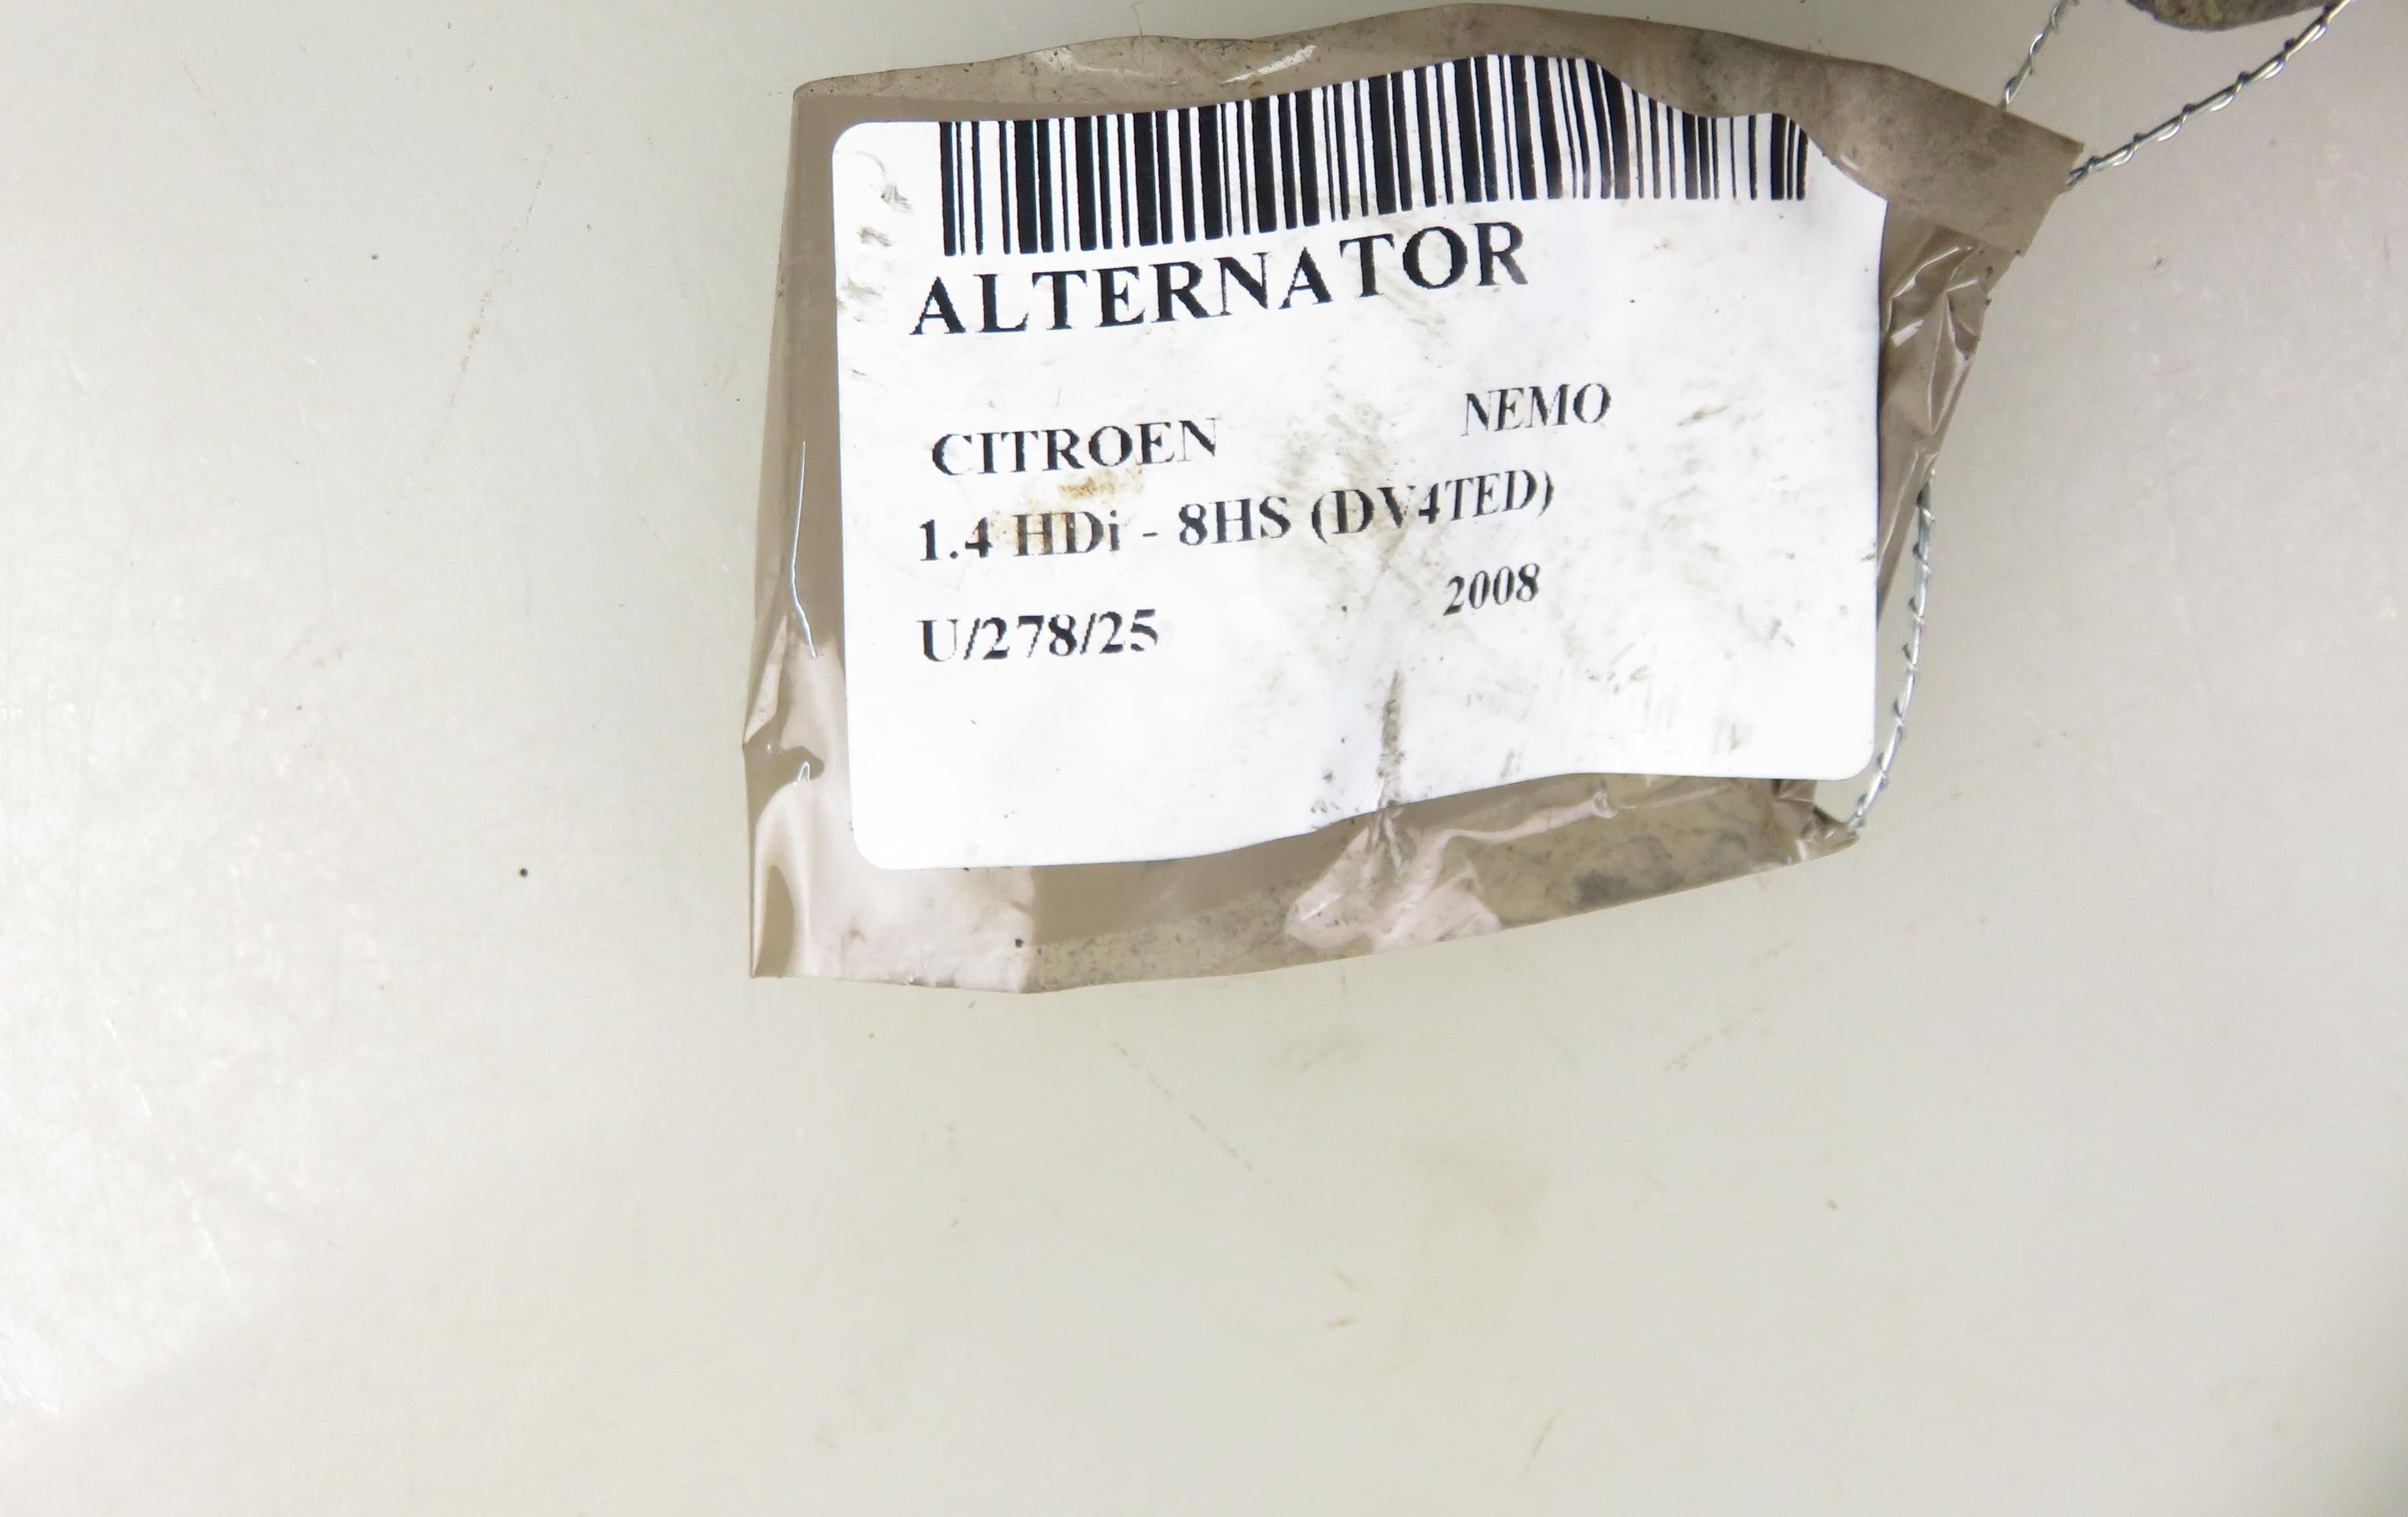 ALTERNATOR
CITROEN NEMO
1.4 HDi - 8HS (DV4TED)
U/278/25 2008